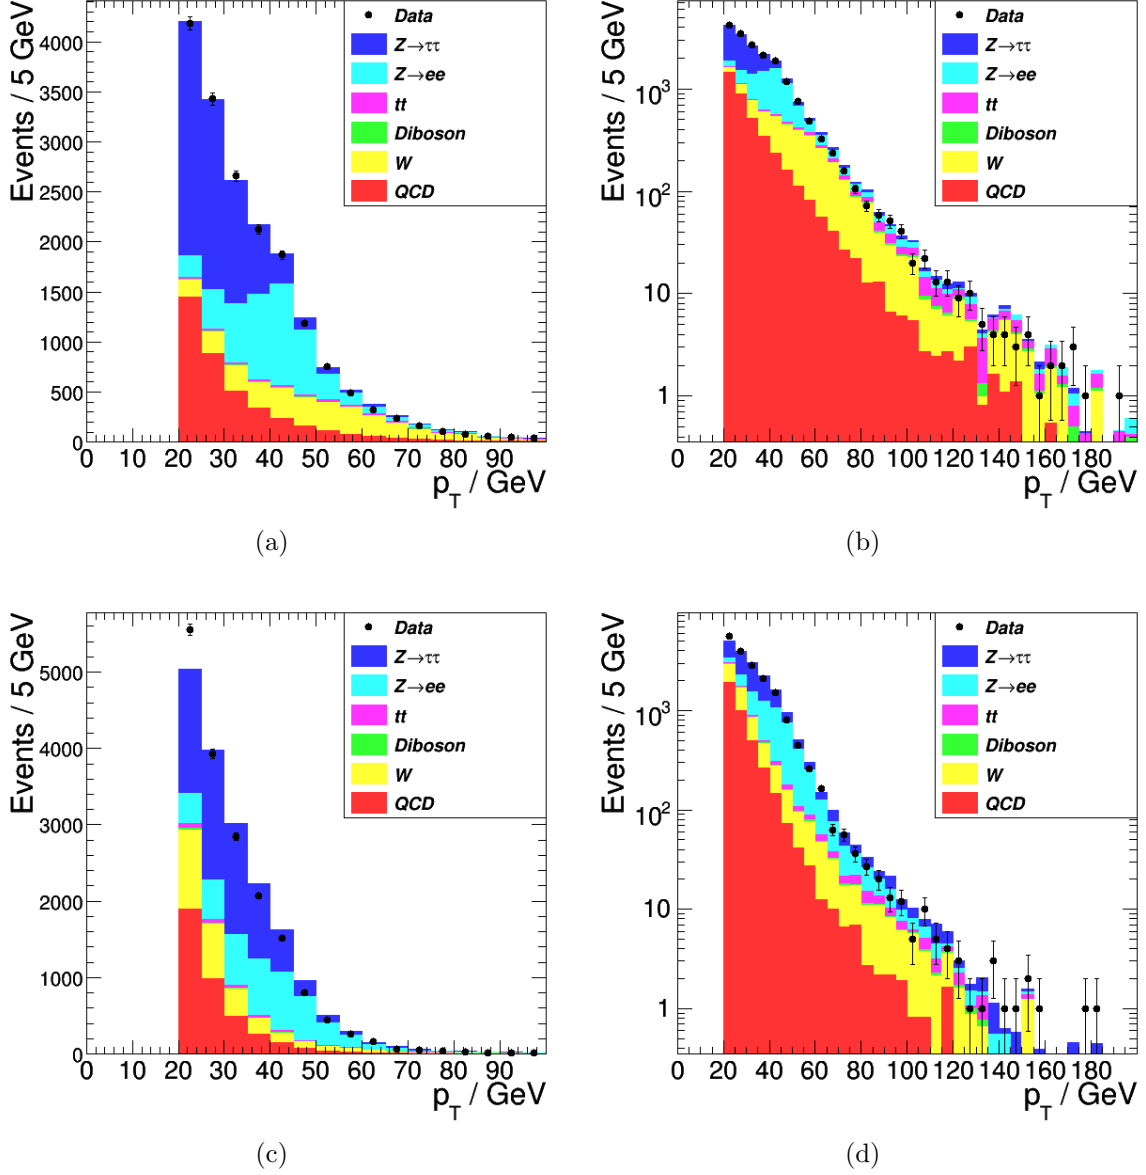 Events / 5 GeV
4000
3500
3000
2500
2000
1500
1000
500
0
Data
Z→ττ
Z→ee
tt
Diboson
W
QCD
0 10 20 30 40 50 60 70 80 90
p_T / GeV
(a)
Events / 5 GeV
10^3
10^2
10
1
Data
Z→ττ
Z→ee
tt
Diboson
W
QCD
0 20 40 60 80 100 120 140 160 180
p_T / GeV
(b)
Events / 5 GeV
5000
4000
3000
2000
1000
0
Data
Z→ττ
Z→ee
tt
Diboson
W
QCD
0 10 20 30 40 50 60 70 80 90
p_T / GeV
(c)
Events / 5 GeV
10^3
10^2
10
1
Data
Z→ττ
Z→ee
tt
Diboson
W
QCD
0 20 40 60 80 100 120 140 160 180
p_T / GeV
(d)